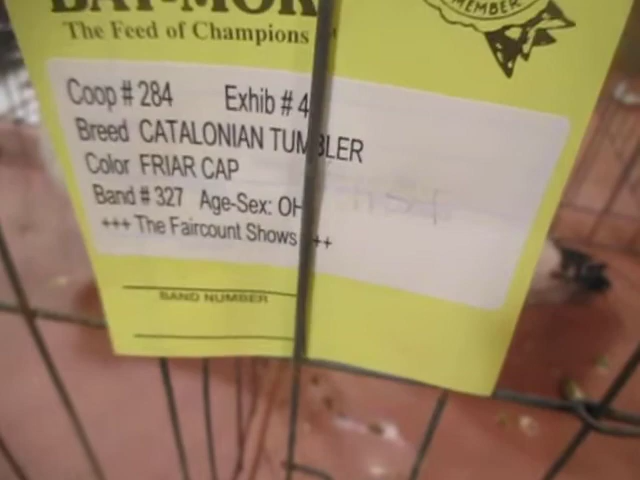 The Feed of Champions
MEMBER
Coop # 284 Exhib # 4
Breed CATALONIAN TUMBLER
Color FRIAR CAP
Band # 327 Age-Sex: OH
+++ The Faircount Shows +++
BAND NUMBER